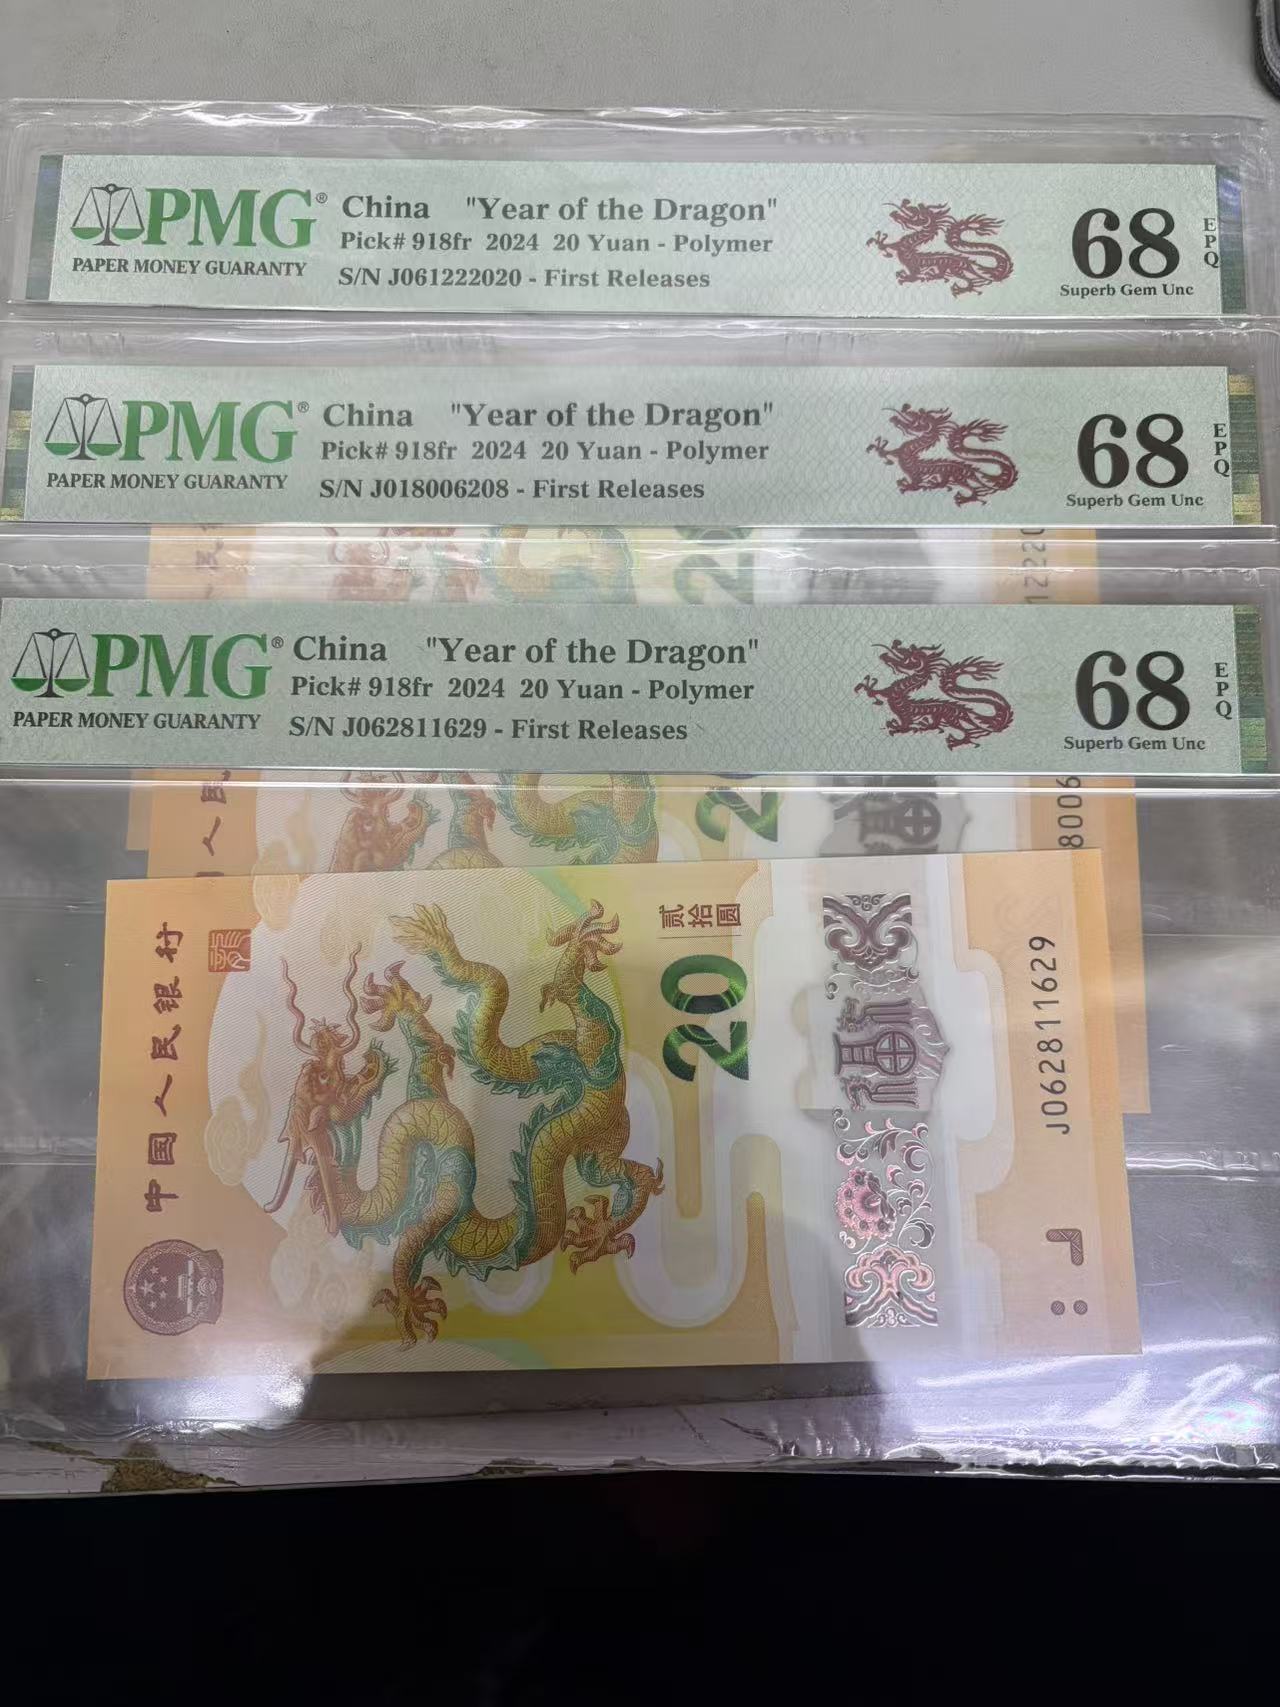 PMG® China "Year of the Dragon"
Pick# 918fr 2024 20 Yuan - Polymer
PAPER MONEY GUARANTY
S/N J061222020 - First Releases
68
EPQ
Superb Gem Unc
PMG® China "Year of the Dragon"
Pick# 918fr 2024 20 Yuan - Polymer
PAPER MONEY GUARANTY
S/N J018006208 - First Releases
68
EPQ
Superb Gem Unc
20
PMG® China "Year of the Dragon"
Pick# 918fr 2024 20 Yuan - Polymer
PAPER MONEY GUARANTY
S/N J062811629 - First Releases
68
EPQ
Superb Gem Unc
20
8006
中国人民银行
贰拾圆
20
福
J062811629